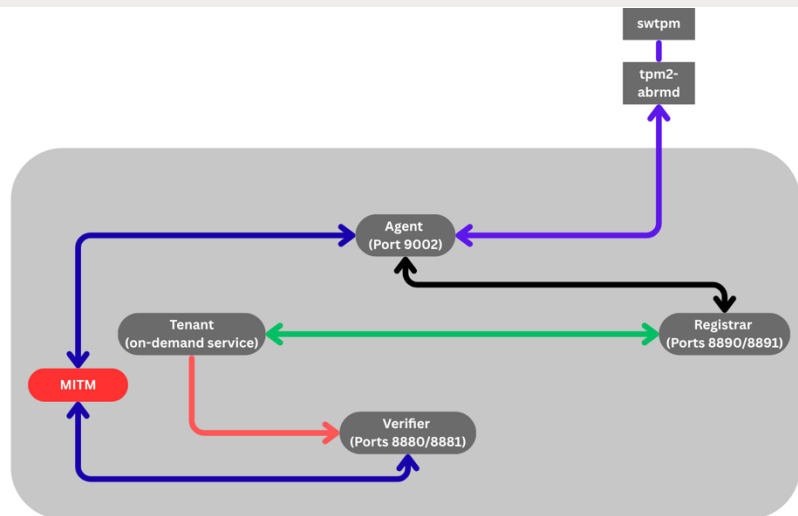 swtpm
tpm2-
abrmd
Agent
(Port 9002)
Tenant
(on-demand service)
Registrar
(Ports 8890/8891)
MITM
Verifier
(Ports 8880/8881)